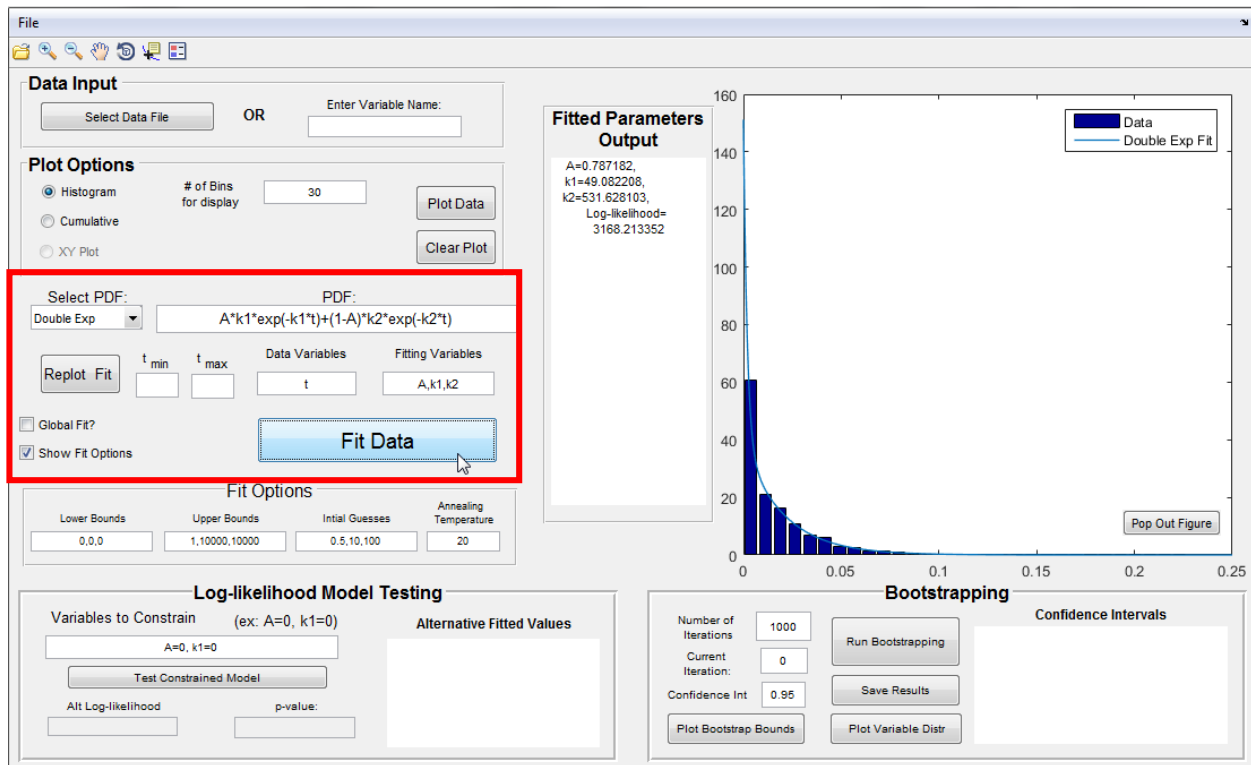 File
Data Input
Select Data File
OR
Enter Variable Name:
Plot Options
Histogram
# of Bins
for display
30
Plot Data
Cumulative
XY Plot
Clear Plot
Select PDF:
PDF:
Double Exp
A*k1*exp(-k1*t)+(1-A)*k2*exp(-k2*t)
Replot Fit
t min
t max
Data Variables
Fitting Variables
t
A,k1,k2
Global Fit?
Show Fit Options
Fit Data
Fit Options
Lower Bounds
Upper Bounds
Intial Guesses
Annealing
Temperature
0,0,0
1,10000,10000
0.5,10,100
20
Fitted Parameters
Output
A=0.787182,
k1=49.082208,
k2=531.628103,
Log-likelihood=
3168.213352
160
140
120
100
80
60
40
20
0
0
0.05
0.1
0.15
0.2
0.25
Data
Double Exp Fit
Pop Out Figure
Log-likelihood Model Testing
Variables to Constrain
(ex: A=0, k1=0)
A=0, k1=0
Test Constrained Model
Alt Log-likelihood
p-value:
Alternative Fitted Values
Bootstrapping
Number of
Iterations
1000
Current
Iteration:
0
Confidence Int
0.95
Plot Bootstrap Bounds
Run Bootstrapping
Save Results
Plot Variable Distr
Confidence Intervals